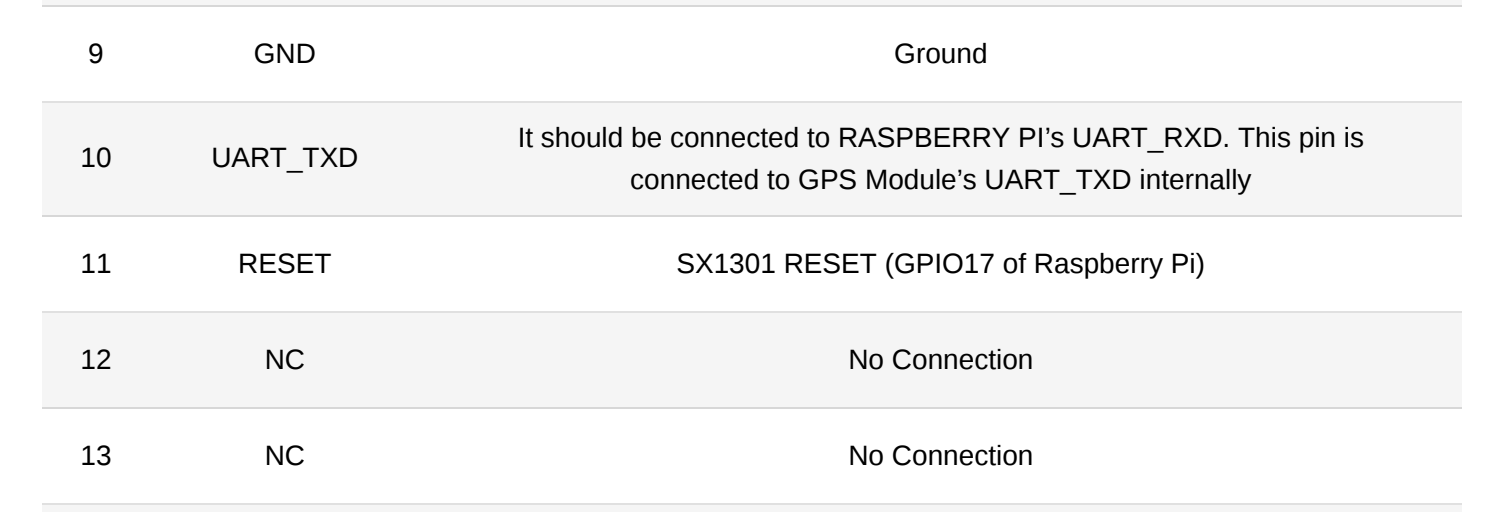 9 GND Ground
10 UART_TXD It should be connected to RASPBERRY PI’s UART_RXD. This pin is
connected to GPS Module’s UART_TXD internally
11 RESET SX1301 RESET (GPIO17 of Raspberry Pi)
12 NC No Connection
13 NC No Connection